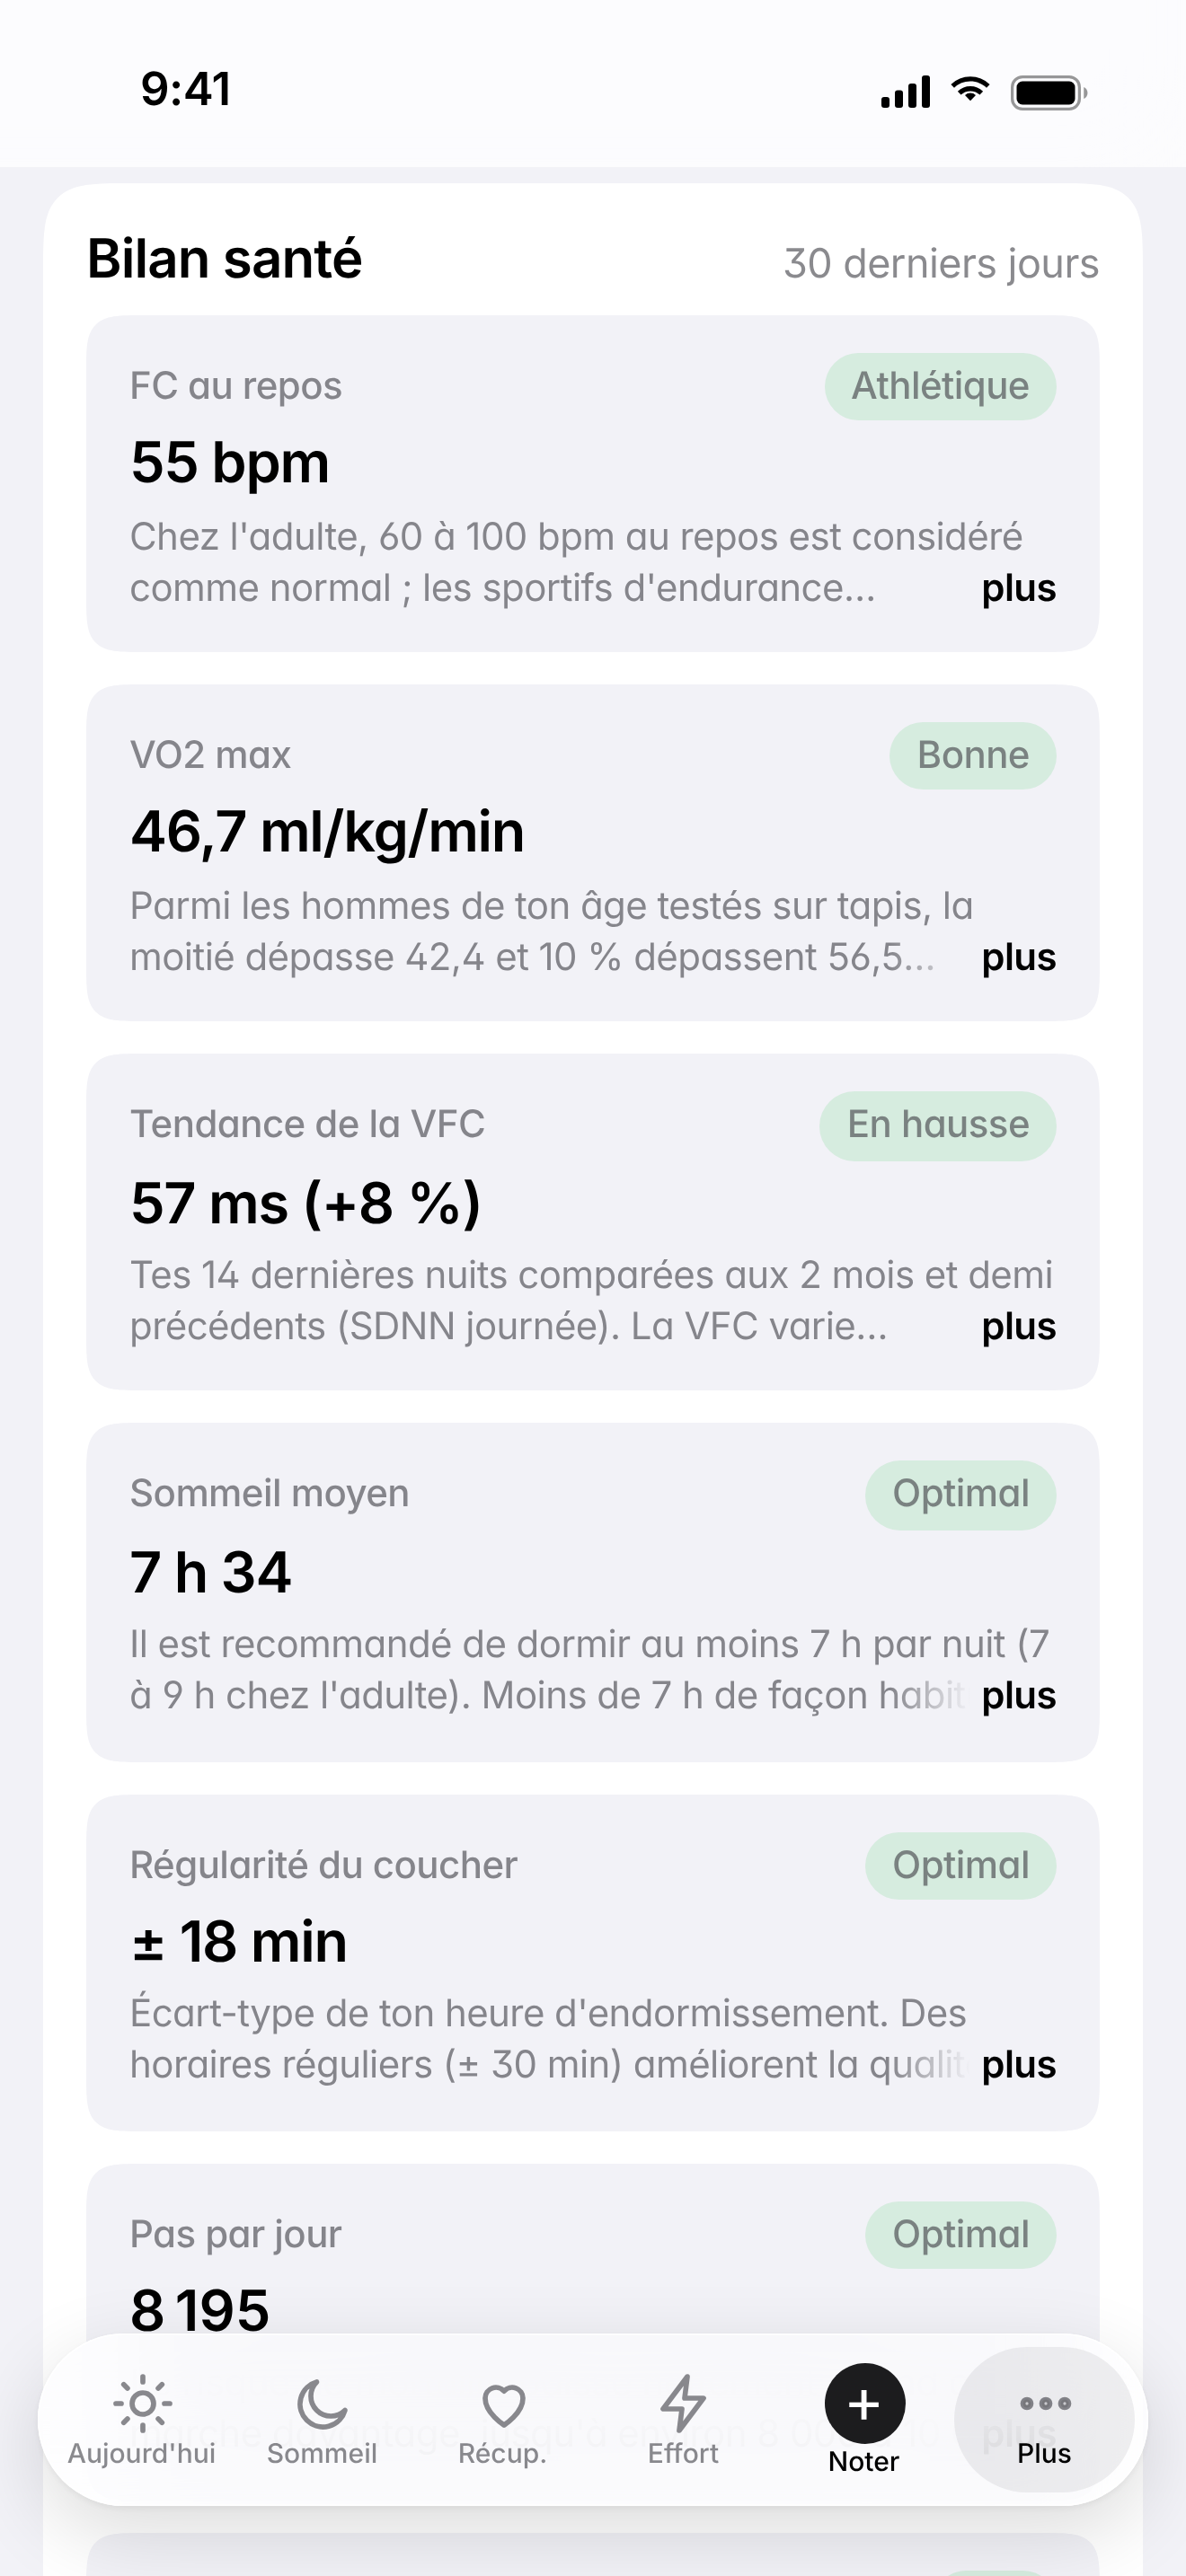 9:41
Bilan santé
30 derniers jours
FC au repos
Athlétique
55 bpm
Chez l'adulte, 60 à 100 bpm au repos est considéré
comme normal ; les sportifs d'endurance... plus
VO2 max
Bonne
46,7 ml/kg/min
Parmi les hommes de ton âge testés sur tapis, la
moitié dépasse 42,4 et 10 % dépassent 56,5... plus
Tendance de la VFC
En hausse
57 ms (+8 %)
Tes 14 dernières nuits comparées aux 2 mois et demi
précédents (SDNN journée). La VFC varie... plus
Sommeil moyen
Optimal
7 h 34
Il est recommandé de dormir au moins 7 h par nuit (7
à 9 h chez l'adulte). Moins de 7 h de façon habit plus
Régularité du coucher
Optimal
± 18 min
Écart-type de ton heure d'endormissement. Des
horaires réguliers (± 30 min) améliorent la qualit plus
Pas par jour
Optimal
8 195
marche davantage, jusqu'à environ 8 00 plus
Aujourd'hui
Sommeil
Récup.
Effort
Noter
Plus